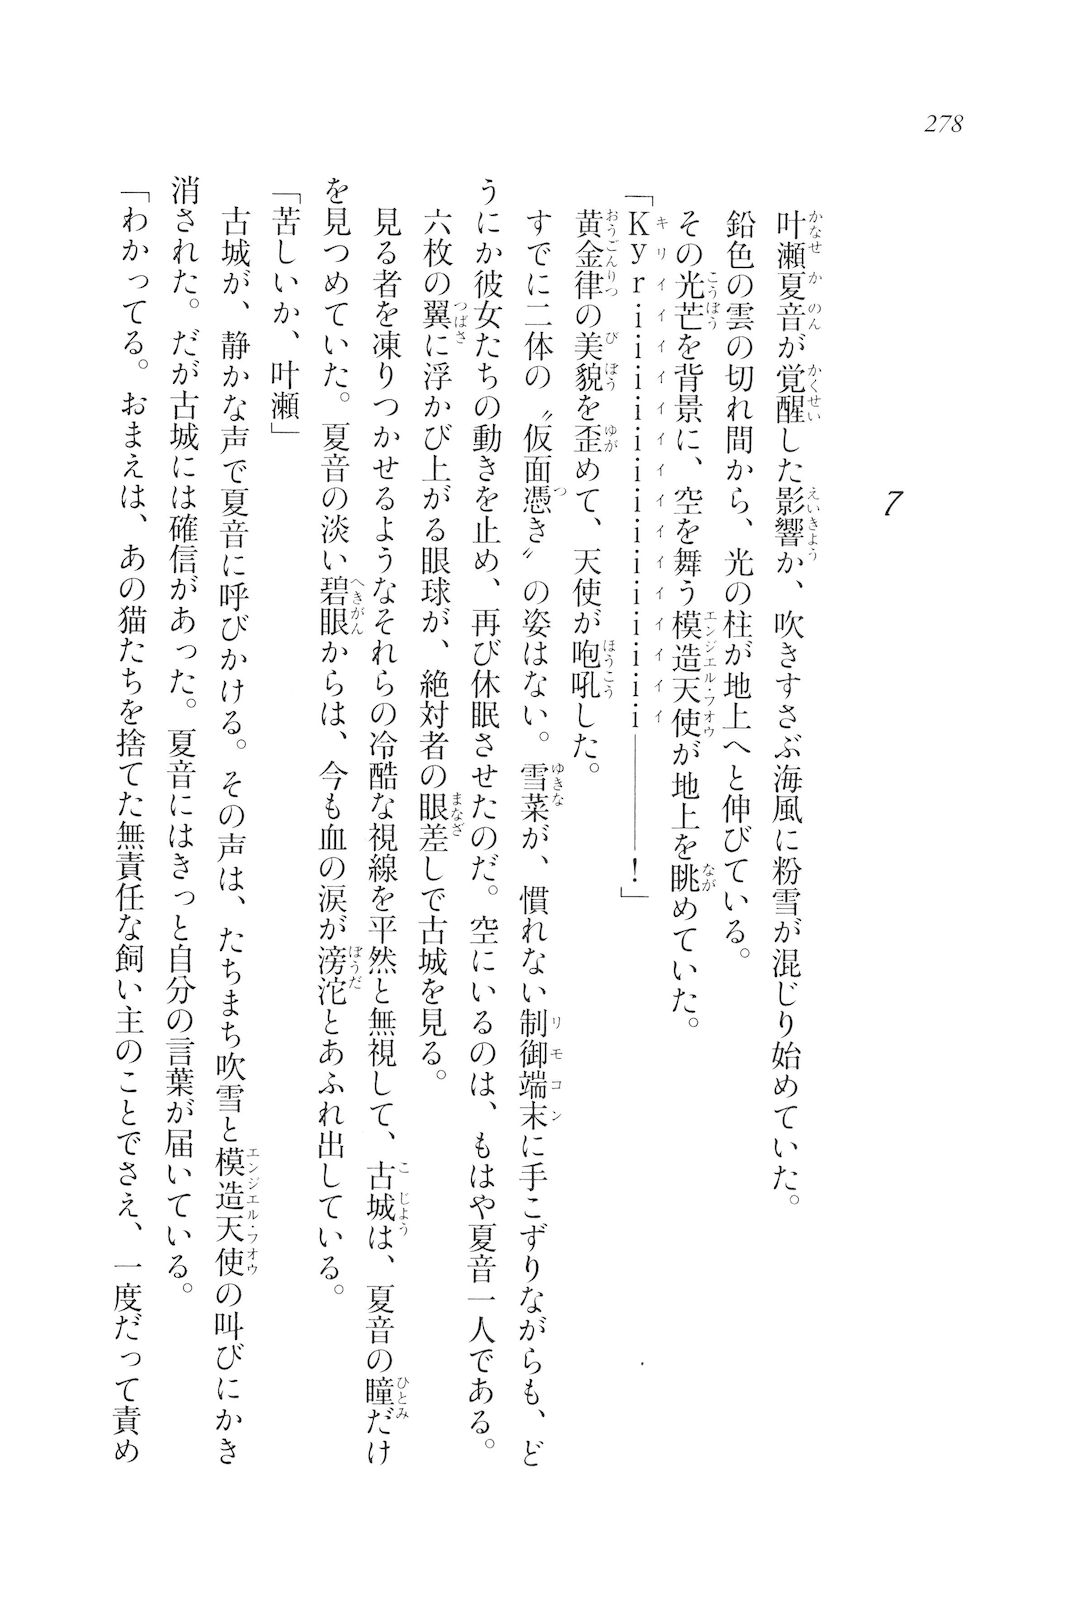 278
7
叶瀬夏音が覚醒した影響か、吹きすさぶ海風に粉雪が混じり始めていた。
鉛色の雲の切れ間から、光の柱が地上へと伸びている。
その光芒を背景に、空を舞う模造天使が地上を眺めていた。
「Kyriiiiiiiiiiiiiiii――――！」
黄金律の美貌を歪めて、天使が咆吼した。
すでに二体の〝仮面憑き〟の姿はない。雪菜が、慣れない制御端末に手こずりながらも、ど
うにか彼女たちの動きを止め、再び休眠させたのだ。空にいるのは、もはや夏音一人である。
六枚の翼に浮かび上がる眼球が、絶対者の眼差しで古城を見る。
見る者を凍りつかせるようなそれらの冷酷な視線を平然と無視して、古城は、夏音の瞳だけ
を見つめていた。夏音の淡い碧眼からは、今も血の涙が滂沱とあふれ出している。
「苦しいか、叶瀬」
古城が、静かな声で夏音に呼びかける。その声は、たちまち吹雪と模造天使の叫びにかき
消された。だが古城には確信があった。夏音にはきっと自分の言葉が届いている。
「わかってる。おまえは、あの猫たちを捨てた無責任な飼い主のことでさえ、一度だって責め